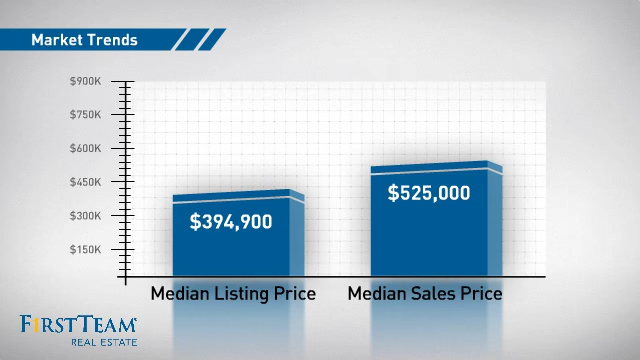 Market Trends
$900K
$750K
$600K
$450K
$300K
$150K
$394,900
$525,000
Median Listing Price
Median Sales Price
FIRSTTEAM®
REAL ESTATE